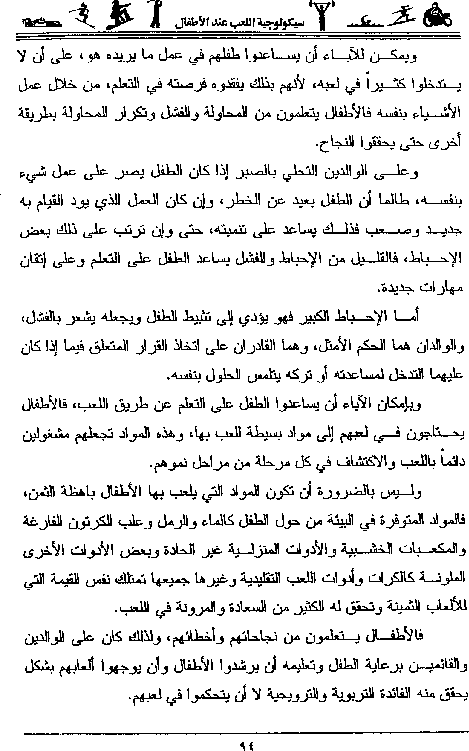 سيكولوجية اللعب عند الأطفال
ويمكن للآباء أن يساعدوا طفلهم في عمل ما يريده هو، على أن لا
يتدخلوا كثيراً في لعبه، لأنهم بذلك يفقدوه فرصته في التعلم، من خلال عمل
الأشياء بنفسه فالأطفال يتعلمون من المحاولة والفشل وتكرار المحاولة بطريقة
أخرى حتى يحققوا النجاح.
وعلى الوالدين التحلي بالصبر إذا كان الطفل يصر على عمل شيء
بنفسه، طالما أن الطفل بعيد عن الخطر، وإن كان العمل الذي يود القيام به
جديد وصعب فذلك يساعد على تنميته، حتى وإن ترتب على ذلك بعض
الإحباط، فالقليل من الإحباط والفشل يساعد الطفل على التعلم وعلى إتقان
مهارات جديدة.
أما الإحباط الكبير فهو يؤدي إلى تثبيط الطفل ويجعله يشعر بالفشل،
والوالدان هما الحكم الأمثل، وهما القادران على اتخاذ القرار المتعلق فيما إذا كان
عليهما التدخل لمساعدته أو تركه يتلمس الحلول بنفسه.
وبإمكان الآباء أن يساعدوا الطفل على التعلم عن طريق اللعب، فالأطفال
يحتاجون في لعبهم إلى مواد بسيطة للعب بها، وهذه المواد تجعلهم مشغولين
دائماً باللعب والاكتشاف في كل مرحلة من مراحل نموهم.
وليس بالضرورة أن تكون المواد التي يلعب بها الأطفال باهظة الثمن،
فالمواد المتوفرة في البيئة من حول الطفل كالماء والرمل وعلب الكرتون الفارغة
والمكعبات الخشبية والأدوات المنزلية غير الحادة وبعض الأدوات الأخرى
الملونة كالكرات وأدوات اللعب التقليدية وغيرها جميعها تمتلك نفس القيمة التي
للألعاب الثمينة وتحقق له الكثير من السعادة والمرونة في اللعب.
فالأطفال يتعلمون من نجاحاتهم وأخطائهم، ولذلك كان على الوالدين
والقائمين برعاية الطفل وتعليمه أن يرشدوا الأطفال وأن يوجهوا ألعابهم بشكل
يحقق منه الفائدة التربوية والترويحية لا أن يتحكموا في لعبهم.
٩٤